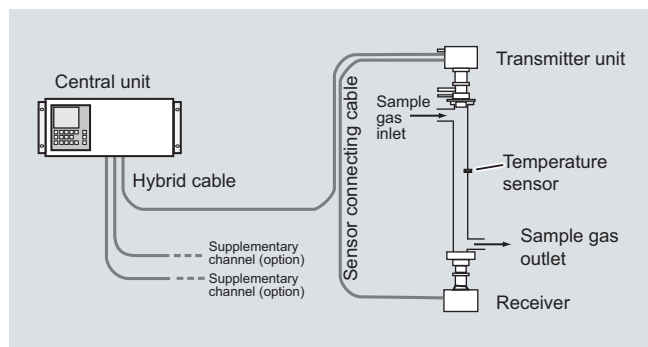 Central unit
Hybrid cable
Supplementary
channel (option)
Supplementary
channel (option)
Sensor connecting cable
Transmitter unit
Sample
gas
inlet
Temperature
sensor
Sample gas
outlet
Receiver